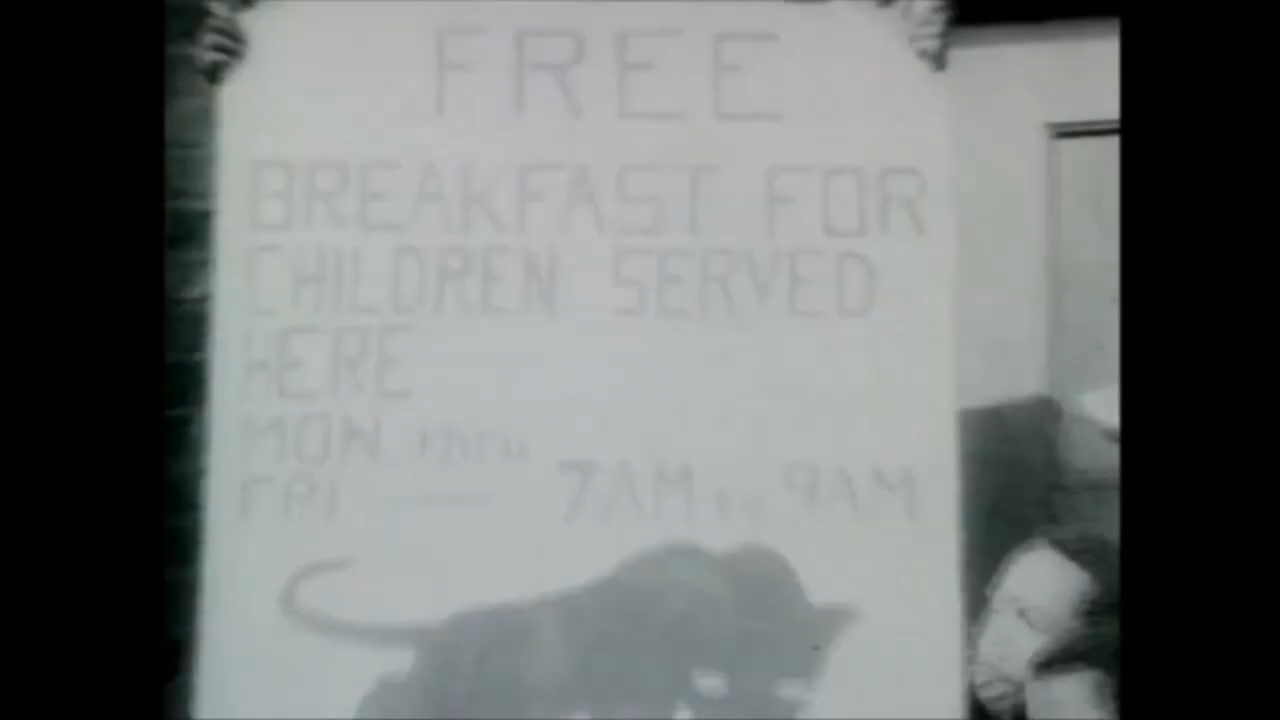 FREE
BREAKFAST FOR
CHILDREN SERVED
HERE
MON thru
FRI — 7AM to 9AM